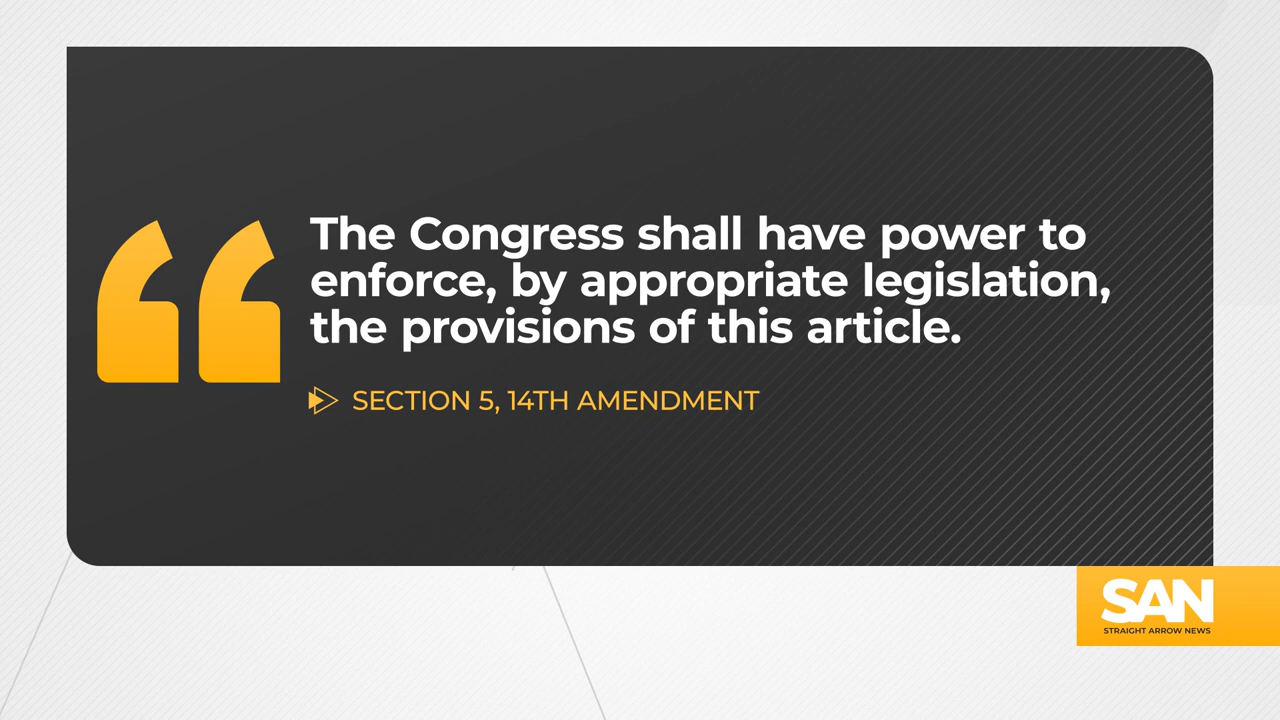 The Congress shall have power to
enforce, by appropriate legislation,
the provisions of this article.
SECTION 5, 14TH AMENDMENT
SAN
STRAIGHT ARROW NEWS